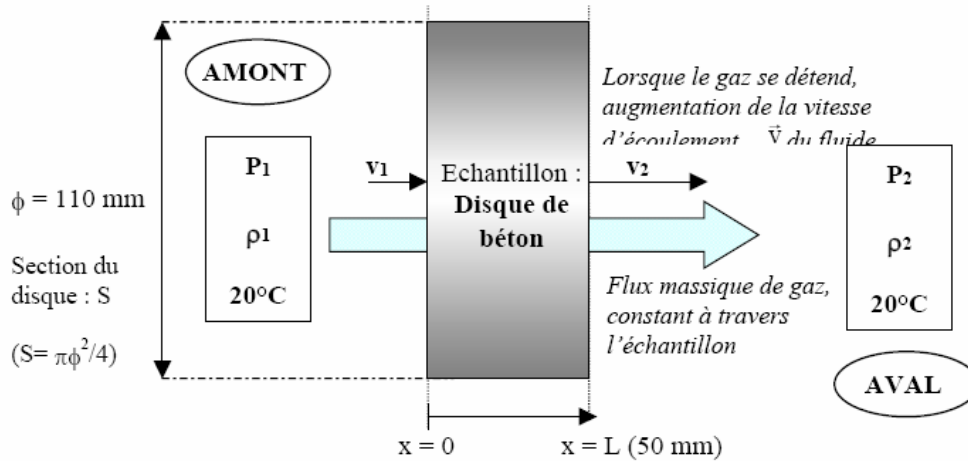 AMONT
P1
ρ1
20°C
ϕ = 110 mm
Section du
disque : S
(S= πϕ²/4)
v1
Echantillon :
Disque de
béton
v2
Lorsque le gaz se détend,
augmentation de la vitesse
d'écoulement V⃗ du fluide
Flux massique de gaz,
constant à travers
l'échantillon
P2
ρ2
20°C
AVAL
x = 0
x = L (50 mm)